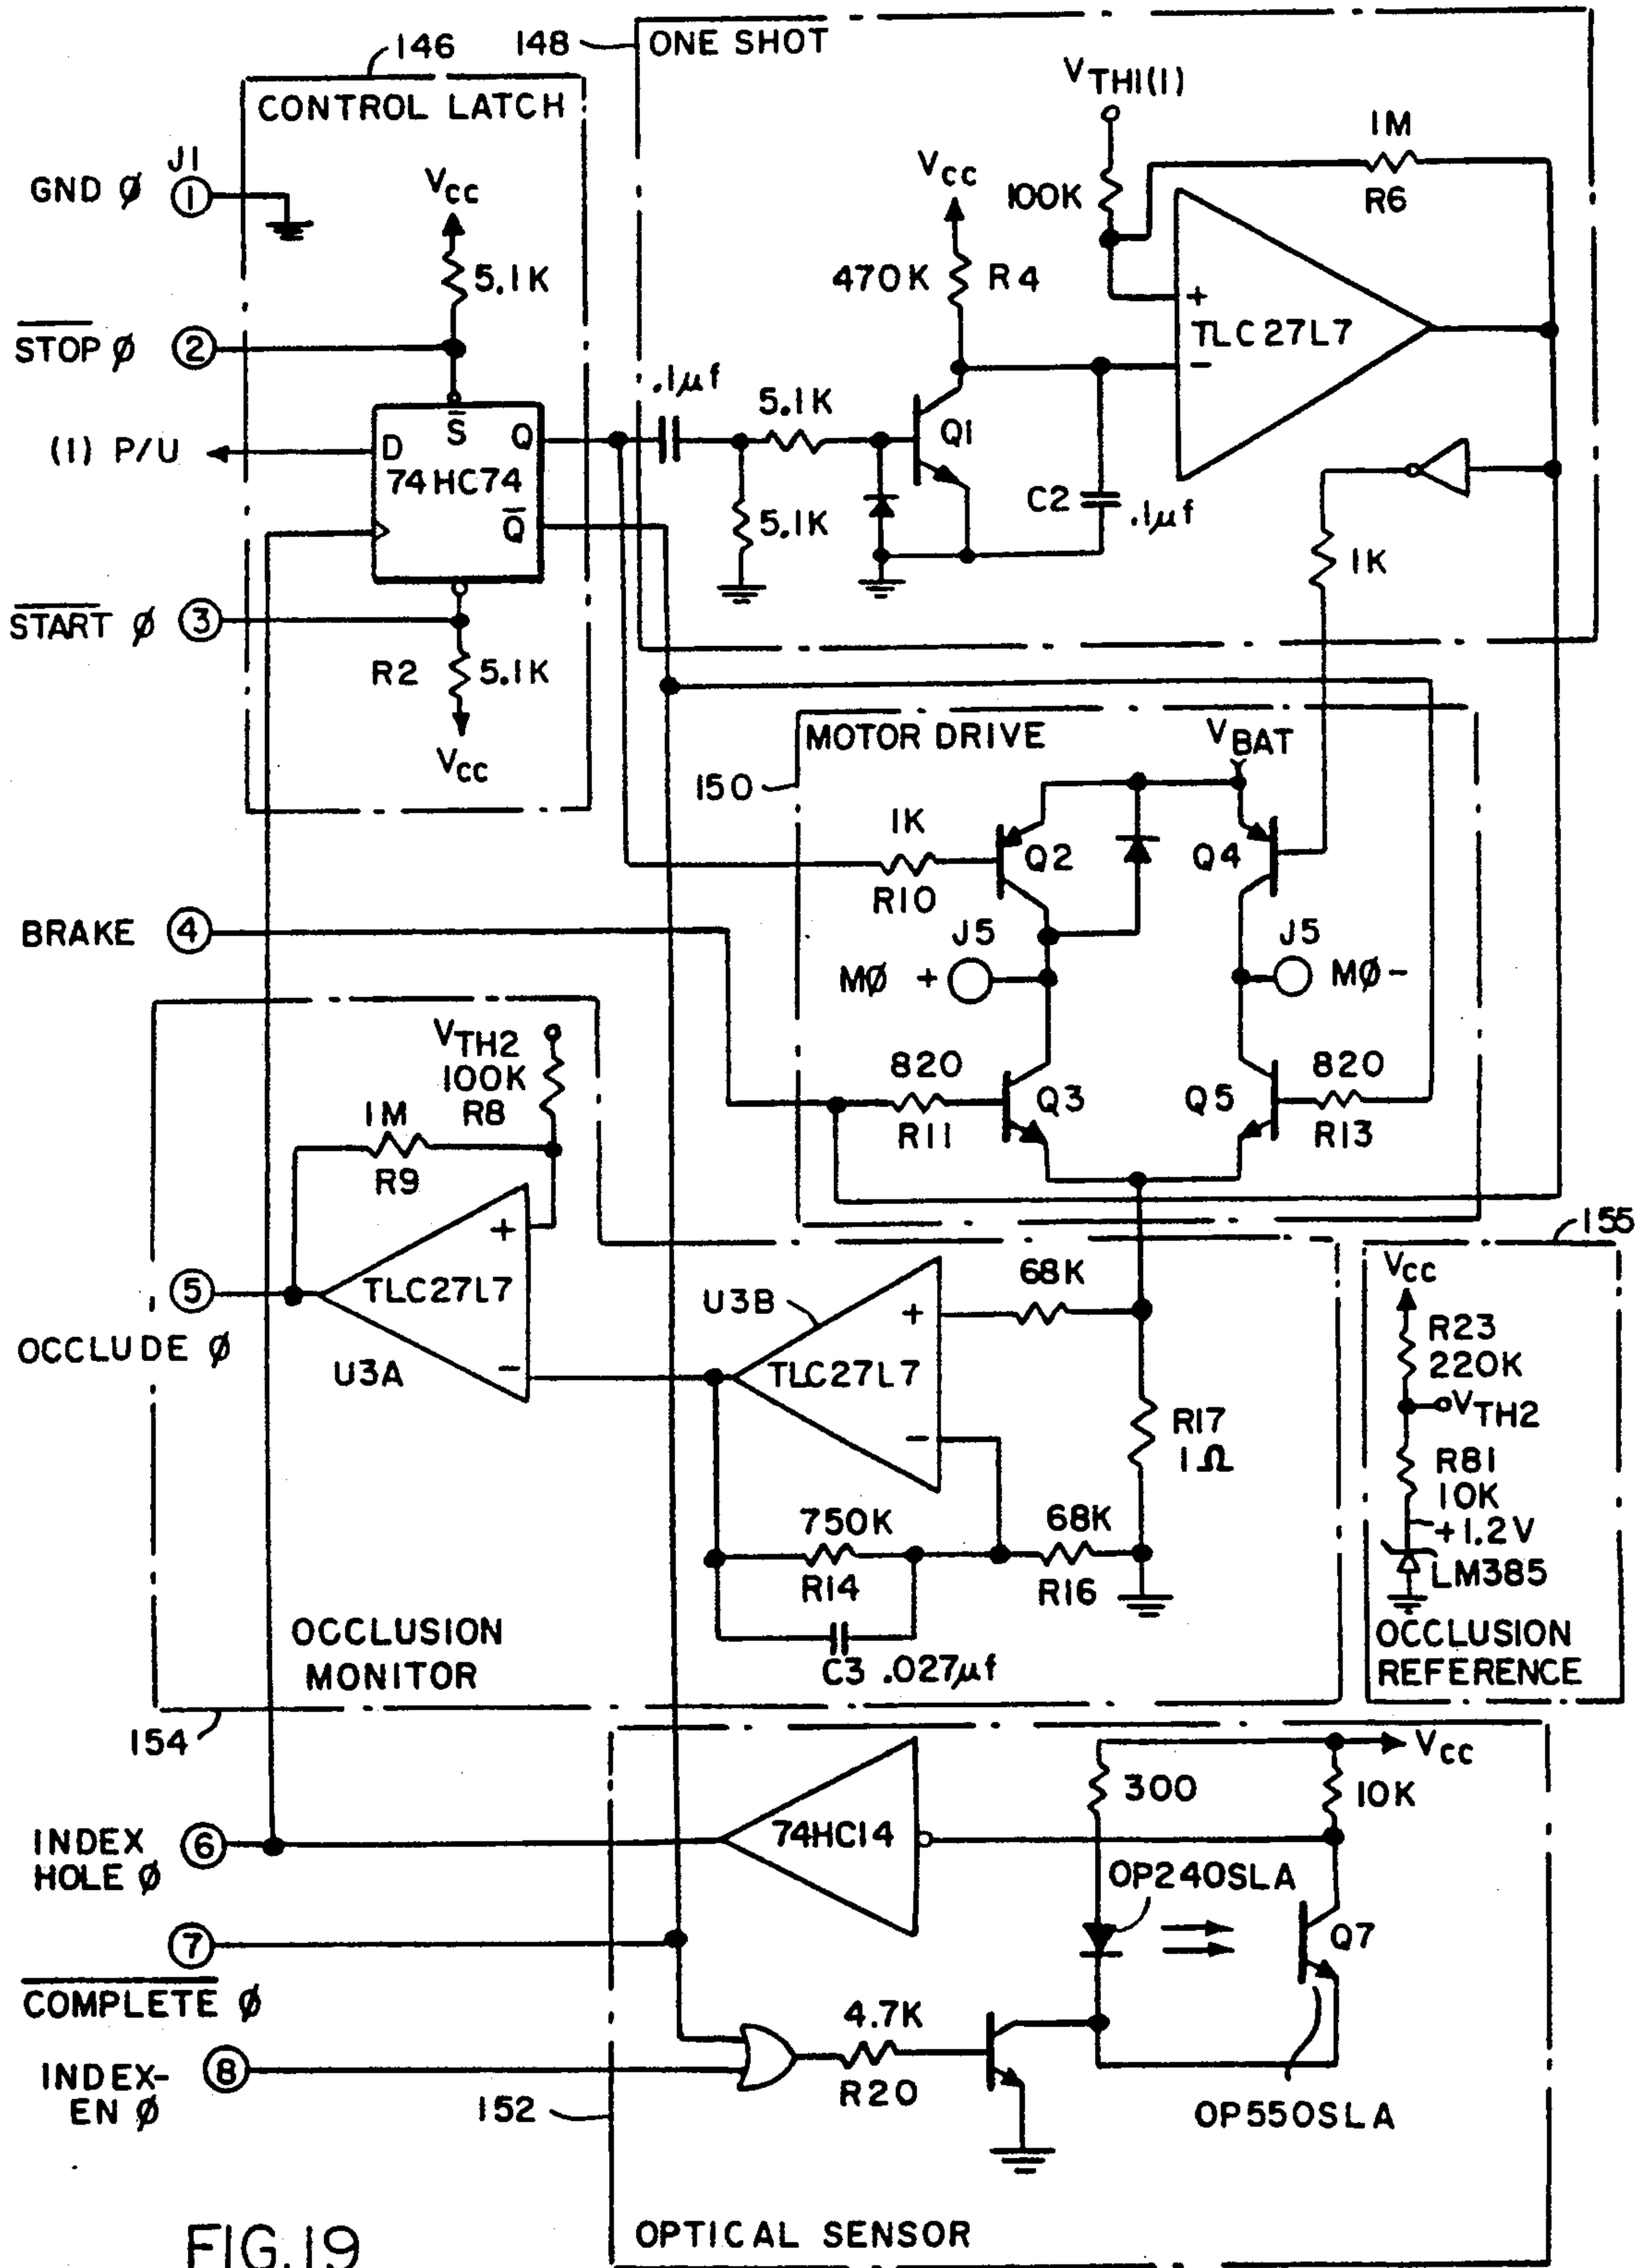 146
148
ONE SHOT
CONTROL LATCH
V TH1(1)
1M
R6
J1
GND Ø
1
VCC
VCC
100K
5.1K
470K
R4
+
TLC27L7
-
STOP Ø
2
.1µf
5.1K
S
D
Q
(1) P/U
74HC74
Q
Q1
C2
.1µf
5.1K
1K
START Ø
3
R2
5.1K
VCC
MOTOR DRIVE
VBAT
150
1K
Q2
Q4
R10
BRAKE
4
J5
J5
MØ +
MØ -
VTH2
100K
R8
1M
R9
820
Q3
Q5
820
R11
R13
155
+
TLC27L7
-
U3A
5
OCCLUDE Ø
U3B
68K
+
TLC27L7
-
R17
1Ω
VCC
R23
220K
VTH2
R81
10K
+1.2V
LM385
OCCLUSION
REFERENCE
750K
R14
68K
R16
C3 .027µf
OCCLUSION
MONITOR
154
VCC
300
10K
74HC14
INDEX
HOLE Ø
6
OP240SLA
Q7
7
COMPLETE Ø
4.7K
R20
INDEX-
EN Ø
8
152
OP550SLA
OPTICAL SENSOR
FIG.19